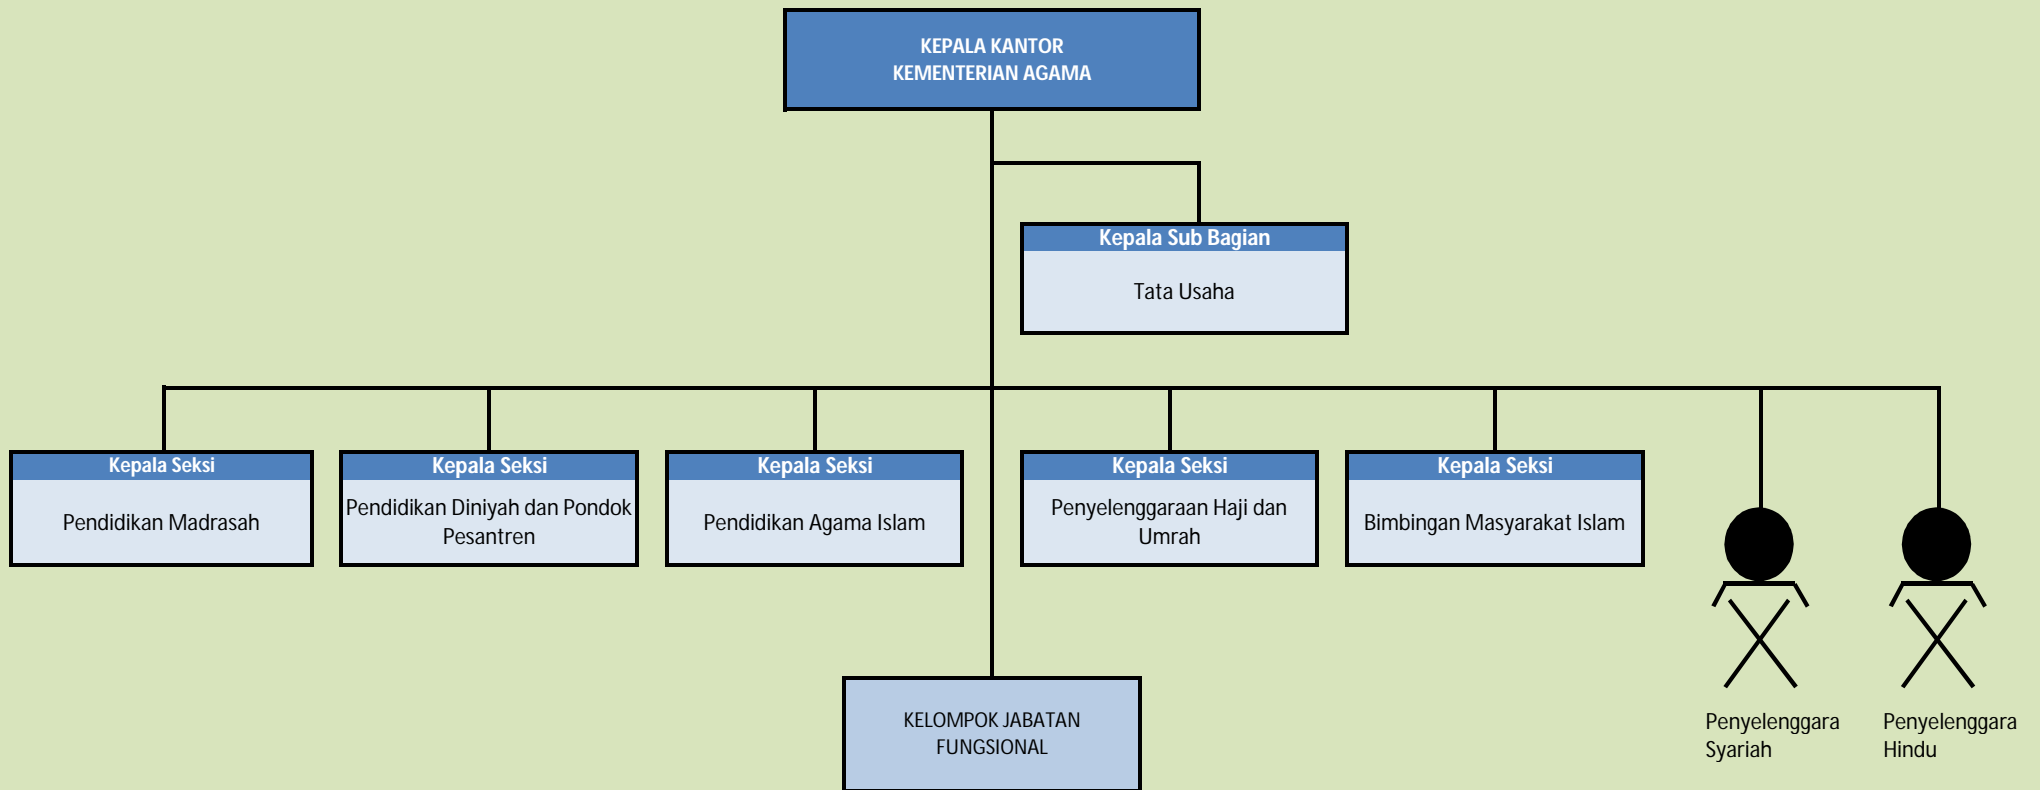 KEPALA KANTOR
KEMENTERIAN AGAMA
Kepala Sub Bagian
Tata Usaha
Kepala Seksi
Pendidikan Madrasah
Kepala Seksi
Pendidikan Diniyah dan Pondok
Pesantren
Kepala Seksi
Pendidikan Agama Islam
Kepala Seksi
Penyelenggaraan Haji dan
Umrah
Kepala Seksi
Bimbingan Masyarakat Islam
Penyelenggara
Syariah
Penyelenggara
Hindu
KELOMPOK JABATAN
FUNGSIONAL